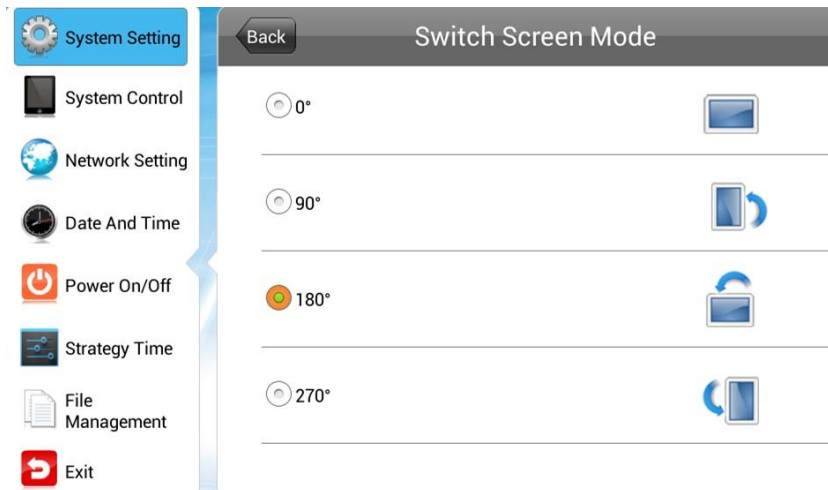 System Setting
System Control
Network Setting
Date And Time
Power On/Off
Strategy Time
File
Management
Exit
Back
Switch Screen Mode
0°
90°
180°
270°